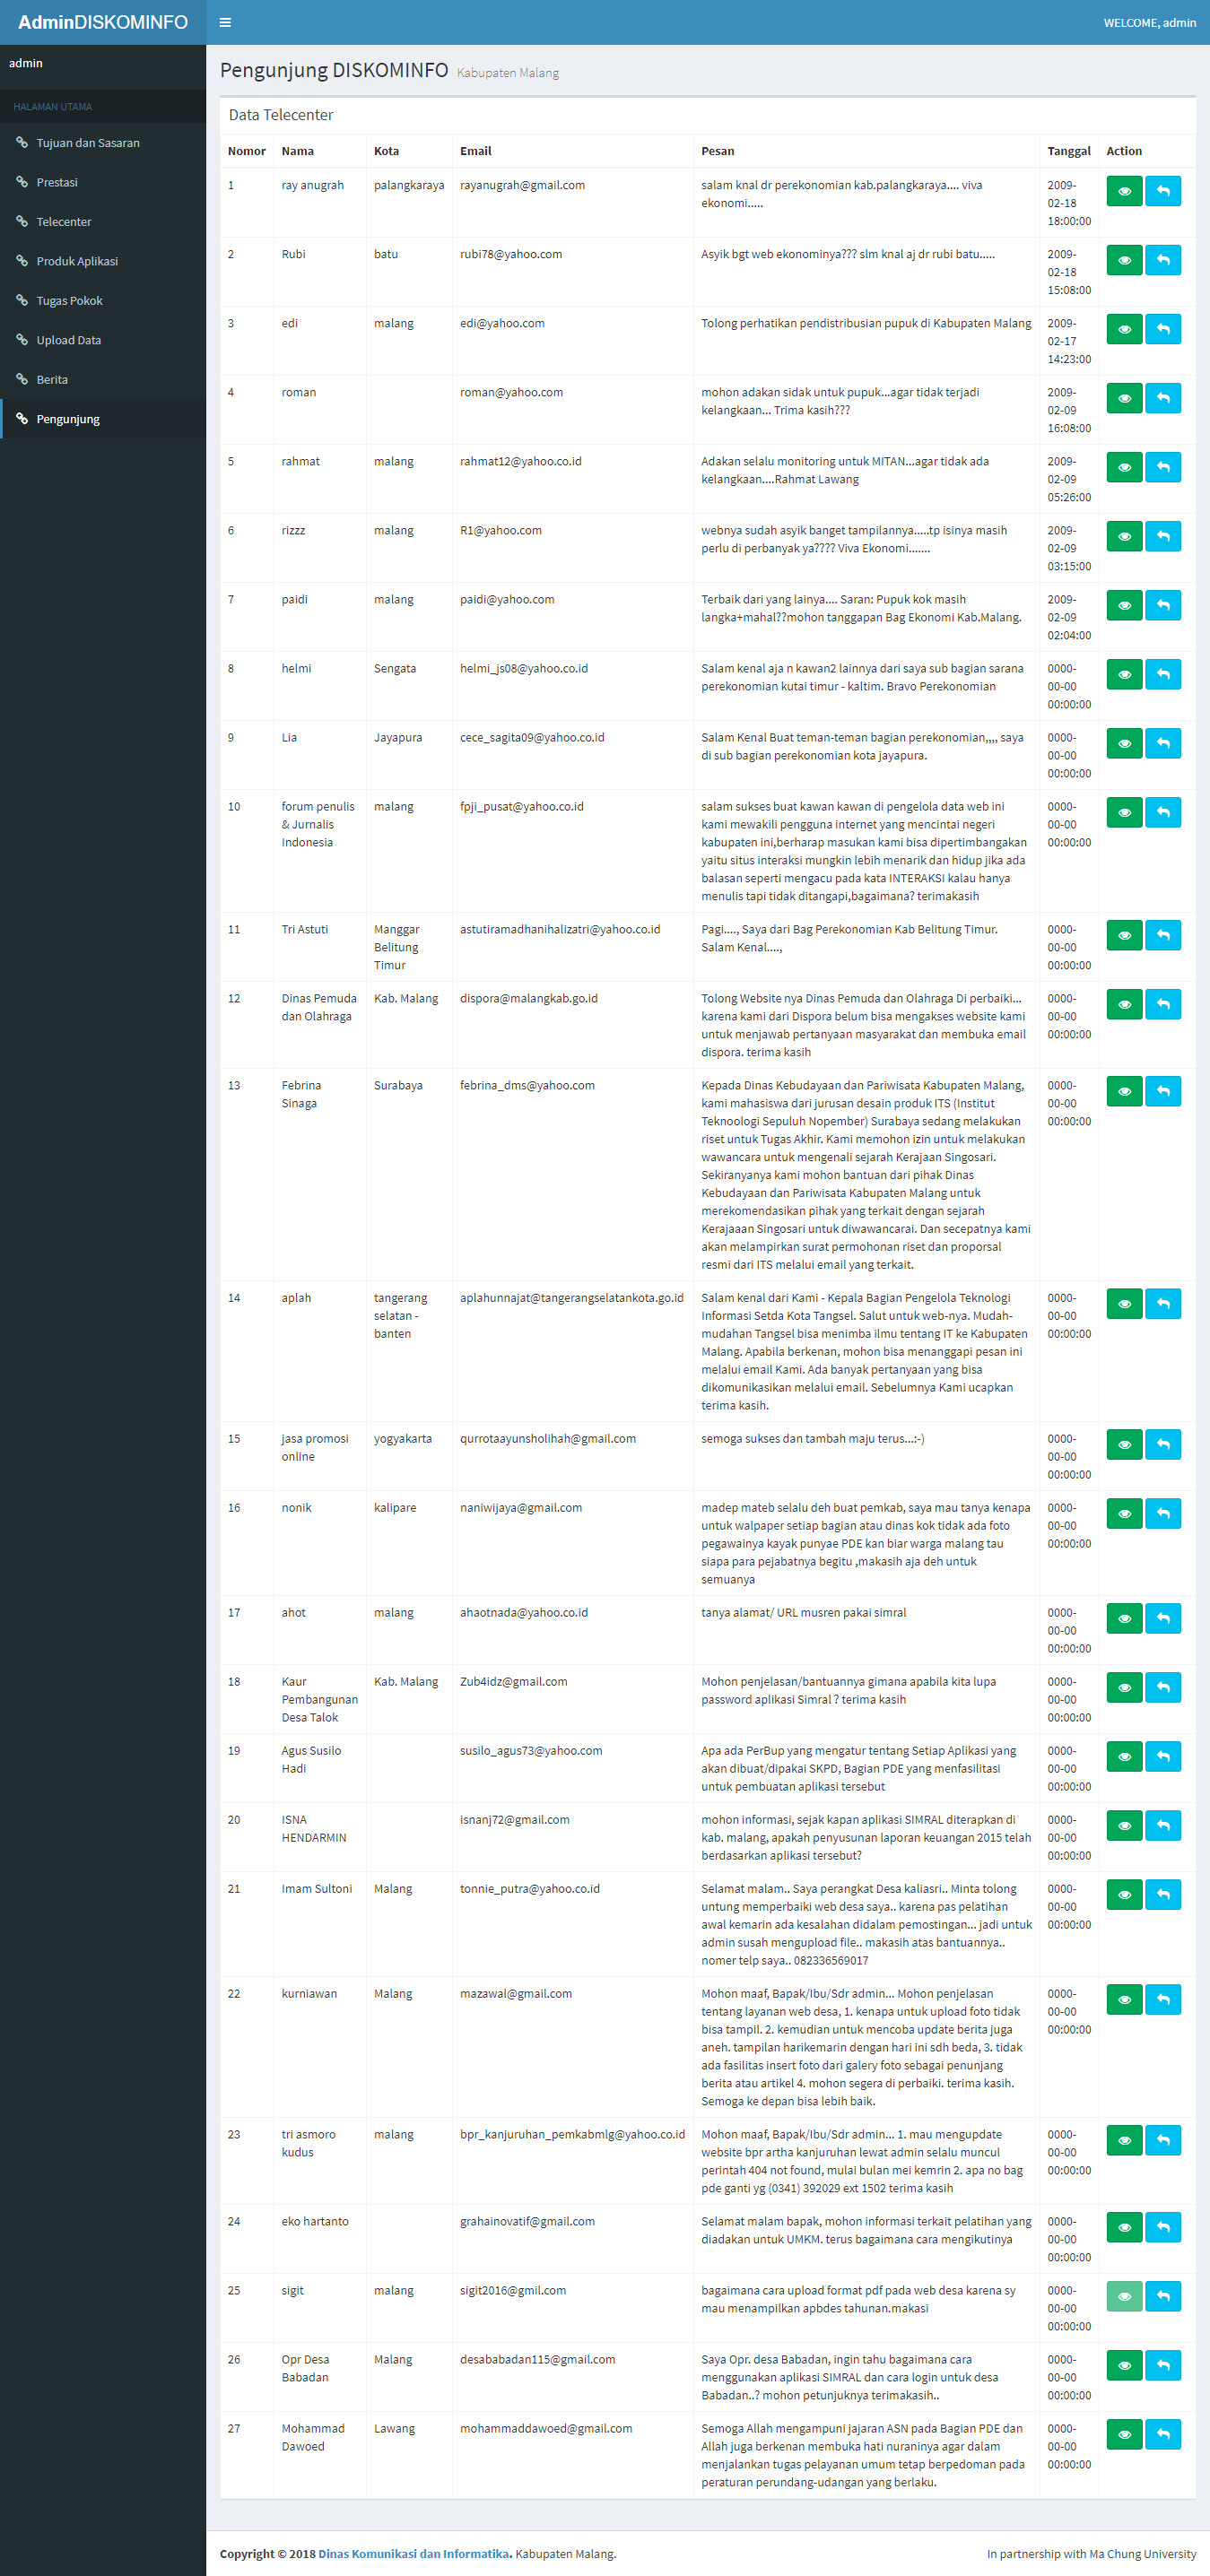 AdminDISKOMINFO
WELCOME, admin
admin
HALAMAN UTAMA
Tujuan dan Sasaran
Prestasi
Telecenter
Produk Aplikasi
Tugas Pokok
Upload Data
Berita
Pengunjung
Pengunjung DISKOMINFO Kabupaten Malang
Data Telecenter
Nomor Nama Kota Email Pesan Tanggal Action
1 ray anugrah palangkaraya rayanugrah@gmail.com salam knal dr perekonomian kab.palangkaraya.... viva 2009-
ekonomi..... 02-18
18:00:00
2 Rubi batu rubi78@yahoo.com Asyik bgt web ekonominya??? slm knal aj dr rubi batu..... 2009-
02-18
15:08:00
3 edi malang edi@yahoo.com Tolong perhatikan pendistribusian pupuk di Kabupaten Malang 2009-
02-17
14:23:00
4 roman roman@yahoo.com mohon adakan sidak untuk pupuk...agar tidak terjadi 2009-
kelangkaan... Trima kasih??? 02-09
16:08:00
5 rahmat malang rahmat12@yahoo.co.id Adakan selalu monitoring untuk MITAN...agar tidak ada 2009-
kelangkaan....Rahmat Lawang 02-09
05:26:00
6 rizzz malang R1@yahoo.com webnya sudah asyik banget tampilannya.....tp isinya masih 2009-
perlu di perbanyak ya???? Viva Ekonomi....... 02-09
03:15:00
7 paidi malang paidi@yahoo.com Terbaik dari yang lainya.... Saran: Pupuk kok masih 2009-
langka+mahal??mohon tanggapan Bag Ekonomi Kab.Malang. 02-09
02:04:00
8 helmi Sengata helmi_js08@yahoo.co.id Salam kenal aja n kawan2 lainnya dari saya sub bagian sarana 0000-
perekonomian kutai timur - kaltim. Bravo Perekonomian 00-00
00:00:00
9 Lia Jayapura cece_sagita09@yahoo.co.id Salam Kenal Buat teman-teman bagian perekonomian,,,, saya 0000-
di sub bagian perekonomian kota jayapura. 00-00
00:00:00
10 forum penulis malang fpji_pusat@yahoo.co.id salam sukses buat kawan kawan di pengelola data web ini 0000-
& Jurnalis kami mewakili pengguna internet yang mencintai negeri 00-00
Indonesia kabupaten ini,berharap masukan kami bisa dipertimbangakan 00:00:00
yaitu situs interaksi mungkin lebih menarik dan hidup jika ada
balasan seperti mengacu pada kata INTERAKSI kalau hanya
menulis tapi tidak ditangapi,bagaimana? terimakasih
11 Tri Astuti Manggar astutiramadhanihalizatri@yahoo.co.id Pagi...., Saya dari Bag Perekonomian Kab Belitung Timur. 0000-
Belitung Salam Kenal...., 00-00
Timur 00:00:00
12 Dinas Pemuda Kab. Malang dispora@malangkab.go.id Tolong Website nya Dinas Pemuda dan Olahraga Di perbaiki... 0000-
dan Olahraga karena kami dari Dispora belum bisa mengakses website kami 00-00
untuk menjawab pertanyaan masyarakat dan membuka email 00:00:00
dispora. terima kasih
13 Febrina Surabaya febrina_dms@yahoo.com Kepada Dinas Kebudayaan dan Pariwisata Kabupaten Malang, 0000-
Sinaga kami mahasiswa dari jurusan desain produk ITS (Institut 00-00
Teknoologi Sepuluh Nopember) Surabaya sedang melakukan 00:00:00
riset untuk Tugas Akhir. Kami memohon izin untuk melakukan
wawancara untuk mengenali sejarah Kerajaan Singosari.
Sekiranyanya kami mohon bantuan dari pihak Dinas
Kebudayaan dan Pariwisata Kabupaten Malang untuk
merekomendasikan pihak yang terkait dengan sejarah
Kerajaaan Singosari untuk diwawancarai. Dan secepatnya kami
akan melampirkan surat permohonan riset dan proporsal
resmi dari ITS melalui email yang terkait.
14 aplah tangerang aplahunnajat@tangerangselatankota.go.id Salam kenal dari Kami - Kepala Bagian Pengelola Teknologi 0000-
selatan - Informasi Setda Kota Tangsel. Salut untuk web-nya. Mudah- 00-00
banten mudahan Tangsel bisa menimba ilmu tentang IT ke Kabupaten 00:00:00
Malang. Apabila berkenan, mohon bisa menanggapi pesan ini
melalui email Kami. Ada banyak pertanyaan yang bisa
dikomunikasikan melalui email. Sebelumnya Kami ucapkan
terima kasih.
15 jasa promosi yogyakarta qurrotaayunsholihah@gmail.com semoga sukses dan tambah maju terus...:-) 0000-
online 00-00
00:00:00
16 nonik kalipare naniwijaya@gmail.com madep mateb selalu deh buat pemkab, saya mau tanya kenapa 0000-
untuk walpaper setiap bagian atau dinas kok tidak ada foto 00-00
pegawainya kayak punyae PDE kan biar warga malang tau 00:00:00
siapa para pejabatnya begitu ,makasih aja deh untuk
semuanya
17 ahot malang ahaotnada@yahoo.co.id tanya alamat/ URL musren pakai simral 0000-
00-00
00:00:00
18 Kaur Kab. Malang Zub4idz@gmail.com Mohon penjelasan/bantuannya gimana apabila kita lupa 0000-
Pembangunan password aplikasi Simral ? terima kasih 00-00
Desa Talok 00:00:00
19 Agus Susilo susilo_agus73@yahoo.com Apa ada PerBup yang mengatur tentang Setiap Aplikasi yang 0000-
Hadi akan dibuat/dipakai SKPD, Bagian PDE yang menfasilitasi 00-00
untuk pembuatan aplikasi tersebut 00:00:00
20 ISNA isnanj72@gmail.com mohon informasi, sejak kapan aplikasi SIMRAL diterapkan di 0000-
HENDARMIN kab. malang, apakah penyusunan laporan keuangan 2015 telah 00-00
berdasarkan aplikasi tersebut? 00:00:00
21 Imam Sultoni Malang tonnie_putra@yahoo.co.id Selamat malam.. Saya perangkat Desa kaliasri.. Minta tolong 0000-
untung memperbaiki web desa saya.. karena pas pelatihan 00-00
awal kemarin ada kesalahan didalam pemostingan... jadi untuk 00:00:00
admin susah mengupload file.. makasih atas bantuannya..
nomer telp saya.. 082336569017
22 kurniawan Malang mazawal@gmail.com Mohon maaf, Bapak/Ibu/Sdr admin... Mohon penjelasan 0000-
tentang layanan web desa, 1. kenapa untuk upload foto tidak 00-00
bisa tampil. 2. kemudian untuk mencoba update berita juga 00:00:00
aneh. tampilan harikemarin dengan hari ini sdh beda, 3. tidak
ada fasilitas insert foto dari galery foto sebagai penunjang
berita atau artikel 4. mohon segera di perbaiki. terima kasih.
Semoga ke depan bisa lebih baik.
23 tri asmoro malang bpr_kanjuruhan_pemkabmlg@yahoo.co.id Mohon maaf, Bapak/Ibu/Sdr admin... 1. mau mengupdate 0000-
kudus website bpr artha kanjuruhan lewat admin selalu muncul 00-00
perintah 404 not found, mulai bulan mei kemrin 2. apa no bag 00:00:00
pde ganti yg (0341) 392029 ext 1502 terima kasih
24 eko hartanto grahainovatif@gmail.com Selamat malam bapak, mohon informasi terkait pelatihan yang 0000-
diadakan untuk UMKM. terus bagaimana cara mengikutinya 00-00
00:00:00
25 sigit malang sigit2016@gmil.com bagaimana cara upload format pdf pada web desa karena sy 0000-
mau menampilkan apbdes tahunan.makasi 00-00
00:00:00
26 Opr Desa Malang desababadan115@gmail.com Saya Opr. desa Babadan, ingin tahu bagaimana cara 0000-
Babadan menggunakan aplikasi SIMRAL dan cara login untuk desa 00-00
Babadan..? mohon petunjuknya terimakasih.. 00:00:00
27 Mohammad Lawang mohammaddawoed@gmail.com Semoga Allah mengampuni jajaran ASN pada Bagian PDE dan 0000-
Dawoed Allah juga berkenan membuka hati nuraninya agar dalam 00-00
menjalankan tugas pelayanan umum tetap berpedoman pada 00:00:00
peraturan perundang-udangan yang berlaku.
Copyright © 2018 Dinas Komunikasi dan Informatika. Kabupaten Malang. In partnership with Ma Chung University